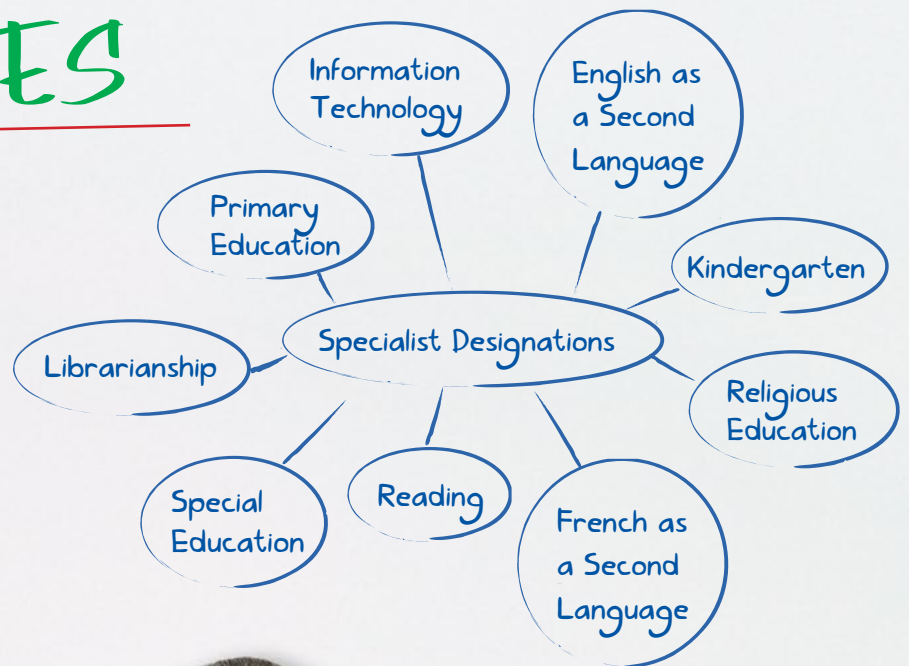 ES
Information
Technology
English as
a Second
Language
Primary
Education
Kindergarten
Specialist Designations
Librarianship
Religious
Education
Special
Education
Reading
French as
a Second
Language